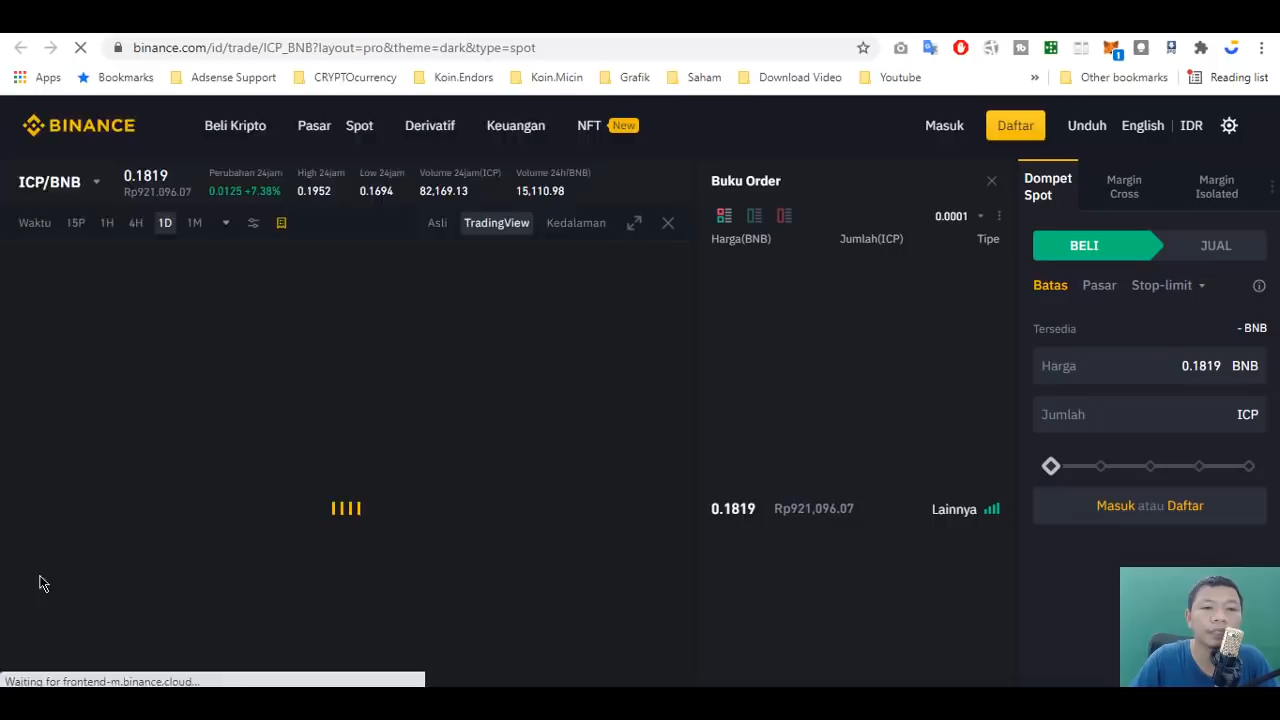 binance.com/id/trade/ICP_BNB?layout=pro&theme=dark&type=spot
1
Apps Bookmarks Adsense Support CRYPTOcurrency Koin.Endors Koin.Micin Grafik Saham Download Video Youtube » Other bookmarks Reading list
BINANCE Beli Kripto Pasar Spot Derivatif Keuangan NFT New Masuk Daftar Unduh English IDR
ICP/BNB 0.1819 Perubahan 24jam High 24jam Low 24jam Volume 24jam(ICP) Volume 24h(BNB)
Rp921,096.07 0.0125 +7.38% 0.1952 0.1694 82,169.13 15,110.98
Waktu 15P 1H 4H 1D 1M Asli TradingView Kedalaman
Buku Order
0.0001
Harga(BNB) Jumlah(ICP) Tipe
0.1819 Rp921,096.07 Lainnya
Dompet Spot
Margin Cross
Margin Isolated
BELI JUAL
Batas Pasar Stop-limit
Tersedia - BNB
Harga 0.1819 BNB
Jumlah ICP
Masuk atau Daftar
Waiting for frontend-m.binance.cloud...